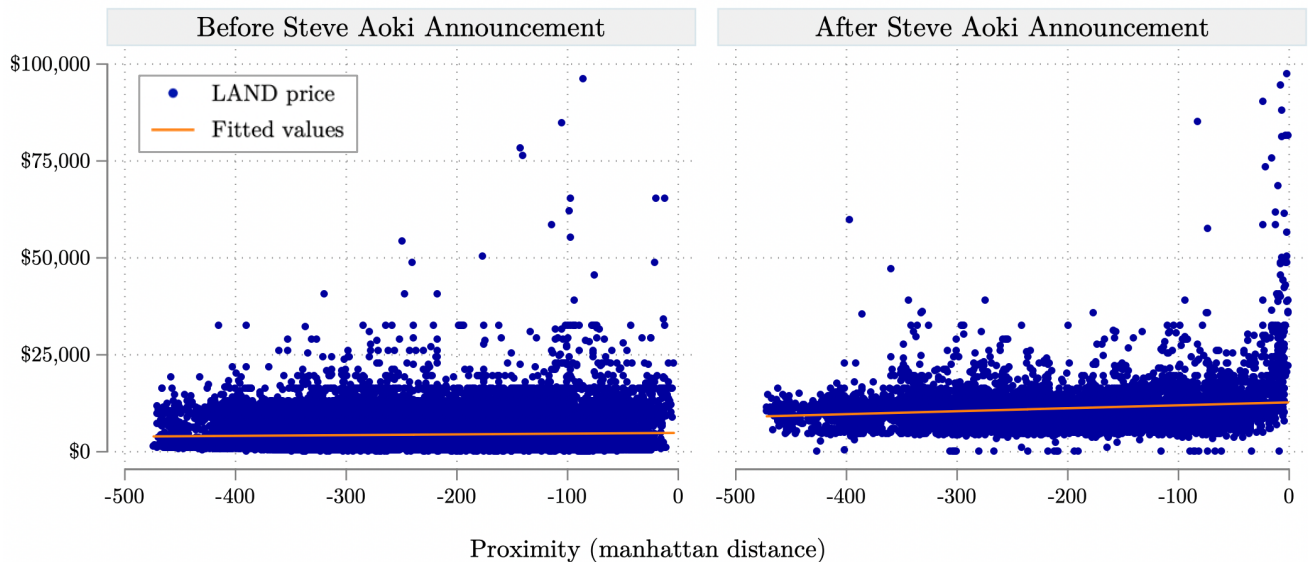 Before Steve Aoki Announcement
After Steve Aoki Announcement
$100,000
$75,000
$50,000
$25,000
$0
LAND price
Fitted values
-500 -400 -300 -200 -100 0
-500 -400 -300 -200 -100 0
Proximity (manhattan distance)